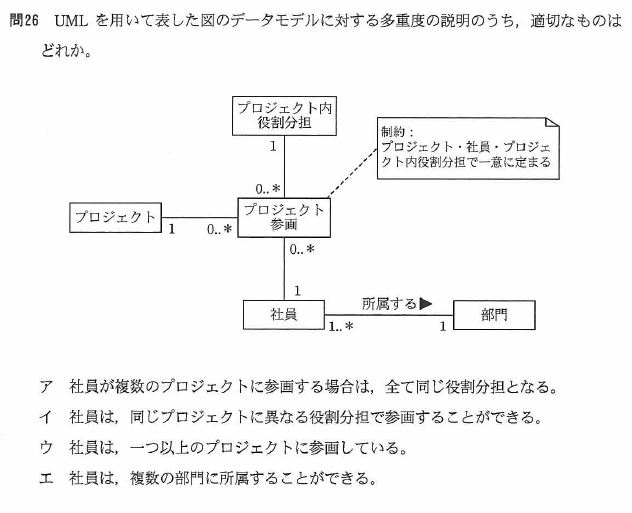 問26 UML を用いて表した図のデータモデルに対する多重度の説明のうち，適切なものは
どれか。
プロジェクト内
役割分担
制約：
プロジェクト・社員・プロジェ
クト内役割分担で一意に定まる
1
0..*
プロジェクト
1
0..*
プロジェクト
参画
0..*
1
社員
所属する▶
1..*
1
部門
ア 社員が複数のプロジェクトに参画する場合は，全て同じ役割分担となる。
イ 社員は，同じプロジェクトに異なる役割分担で参画することができる。
ウ 社員は，一つ以上のプロジェクトに参画している。
エ 社員は，複数の部門に所属することができる。